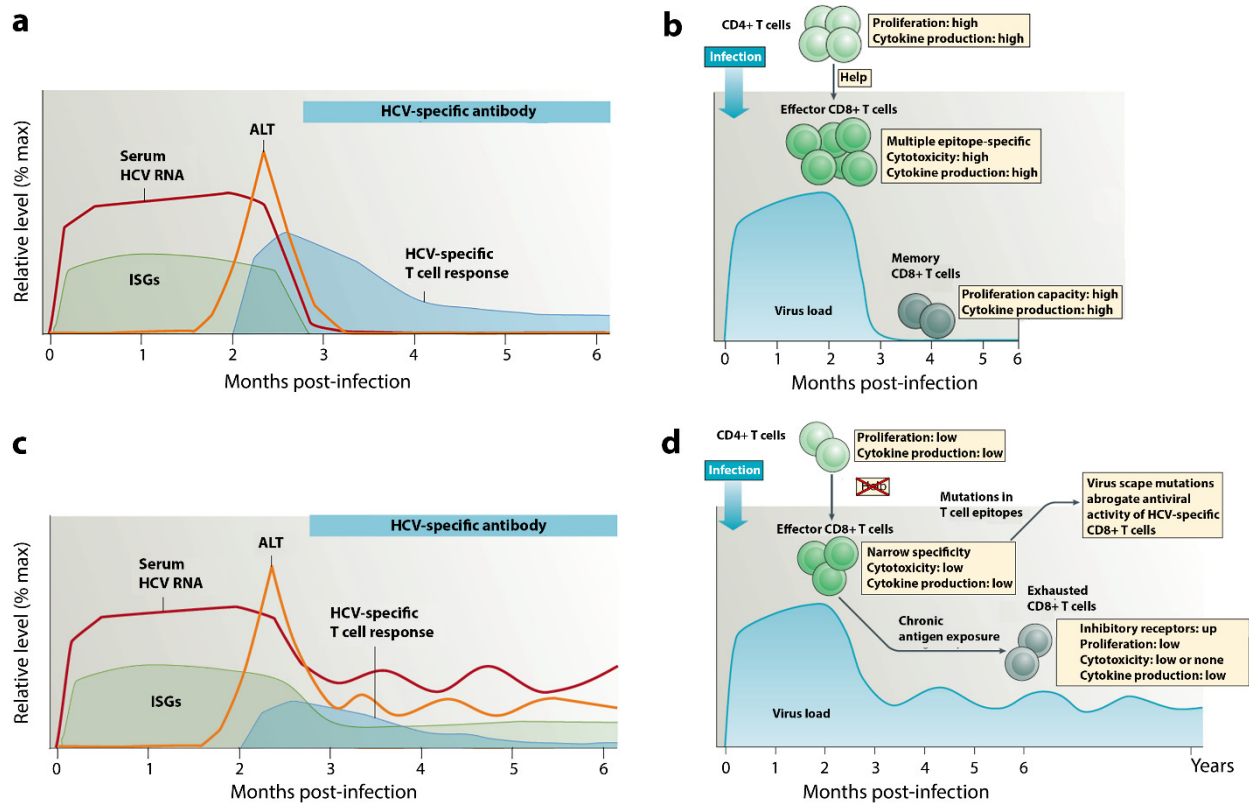 a
Relative level (% max)
HCV-specific antibody
ALT
Serum
HCV RNA
HCV-specific
T cell response
ISGs
0 1 2 3 4 5 6
Months post-infection
b
CD4+ T cells
Proliferation: high
Cytokine production: high
Infection
Help
Effector CD8+ T cells
Multiple epitope-specific
Cytotoxicity: high
Cytokine production: high
Memory
CD8+ T cells
Proliferation capacity: high
Cytokine production: high
Virus load
0 1 2 3 4 5 6
Months post-infection
c
Relative level (% max)
HCV-specific antibody
ALT
Serum
HCV RNA
HCV-specific
T cell response
ISGs
0 1 2 3 4 5 6
Months post-infection
d
CD4+ T cells
Proliferation: low
Cytokine production: low
Infection
Help
Mutations in
T cell epitopes
Virus scape mutations
abrogate antiviral
activity of HCV-specific
CD8+ T cells
Effector CD8+ T cells
Narrow specificity
Cytotoxicity: low
Cytokine production: low
Chronic
antigen exposure
Exhausted
CD8+ T cells
Inhibitory receptors: up
Proliferation: low
Cytotoxicity: low or none
Cytokine production: low
Virus load
0 1 2 3 4 5 6 Years
Months post-infection